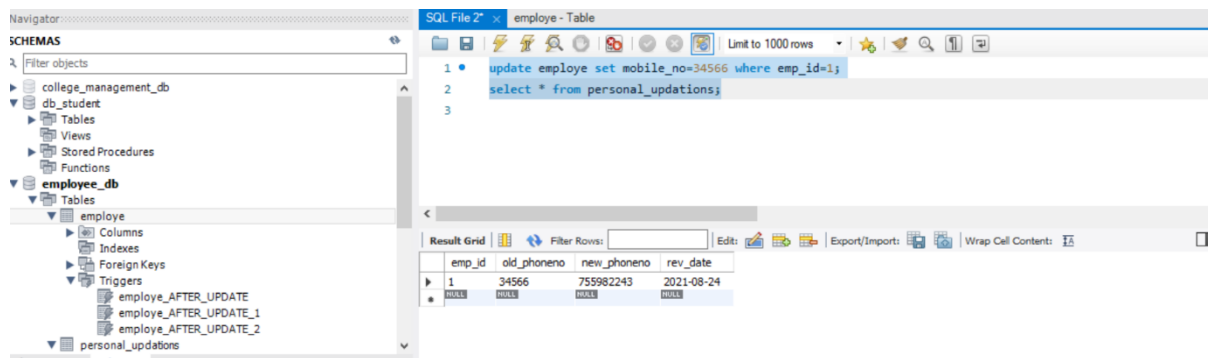 Navigator
SCHEMAS
Filter objects
college_management_db
db_student
Tables
Views
Stored Procedures
Functions
employee_db
Tables
employe
Columns
Indexes
Foreign Keys
Triggers
employe_AFTER_UPDATE
employe_AFTER_UPDATE_1
employe_AFTER_UPDATE_2
personal_updations
SQL File 2* employe - Table
Limit to 1000 rows
1 update employe set mobile_no=34566 where emp_id=1;
2 select * from personal_updations;
3
Result Grid Filter Rows: Edit: Export/Import: Wrap Cell Content: IA
emp_id old_phoneno new_phoneno rev_date
1 34566 755982243 2021-08-24
NULL NULL NULL NULL